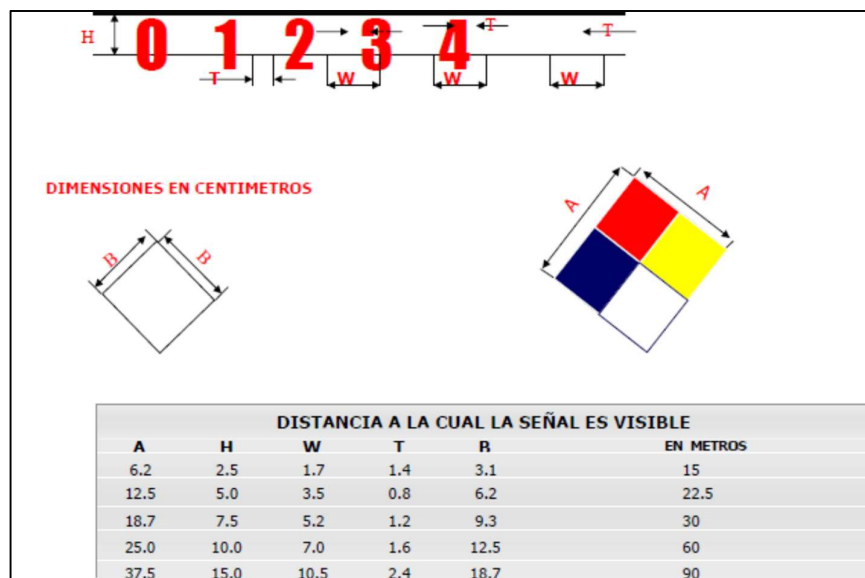 H 0 1 2 3 4 T T
T W W W
DIMENSIONES EN CENTIMETROS
B B
A A
DISTANCIA A LA CUAL LA SEÑAL ES VISIBLE
A H W T B EN METROS
6.2 2.5 1.7 1.4 3.1 15
12.5 5.0 3.5 0.8 6.2 22.5
18.7 7.5 5.2 1.2 9.3 30
25.0 10.0 7.0 1.6 12.5 60
37.5 15.0 10.5 2.4 18.7 90